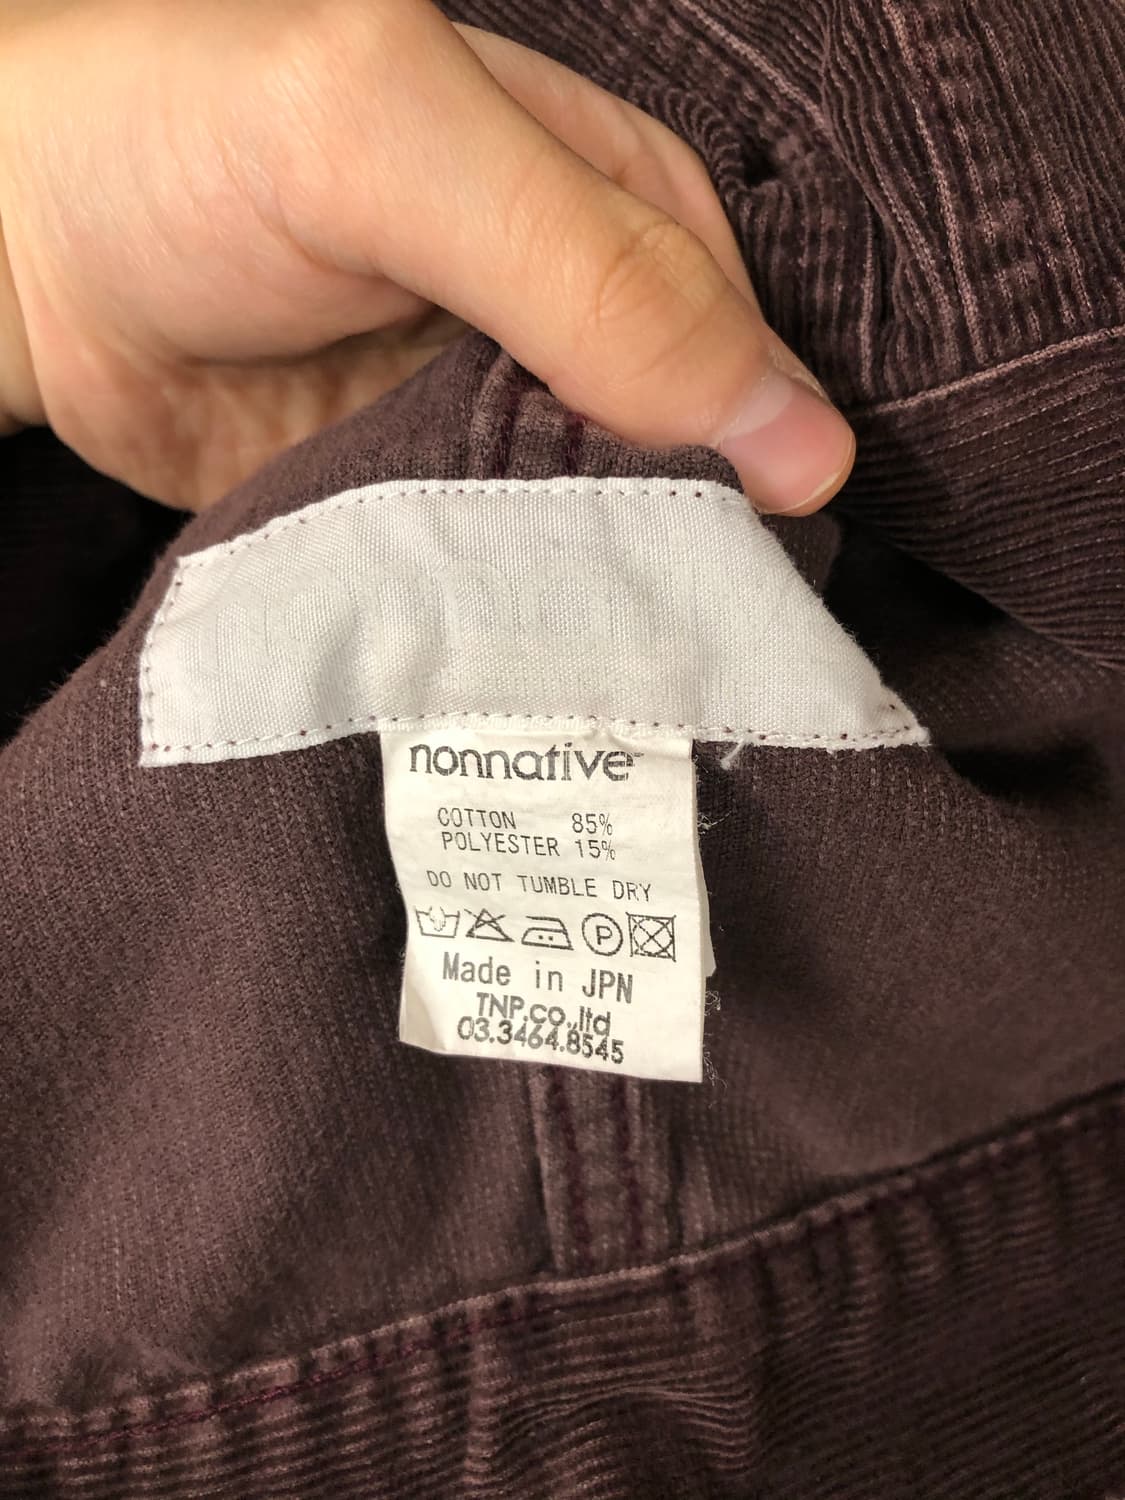 nonnative
COTTON 85%
POLYESTER 15%
DO NOT TUMBLE DRY
P
Made in JPN
TNP.co.,ltd
03.3464.8545